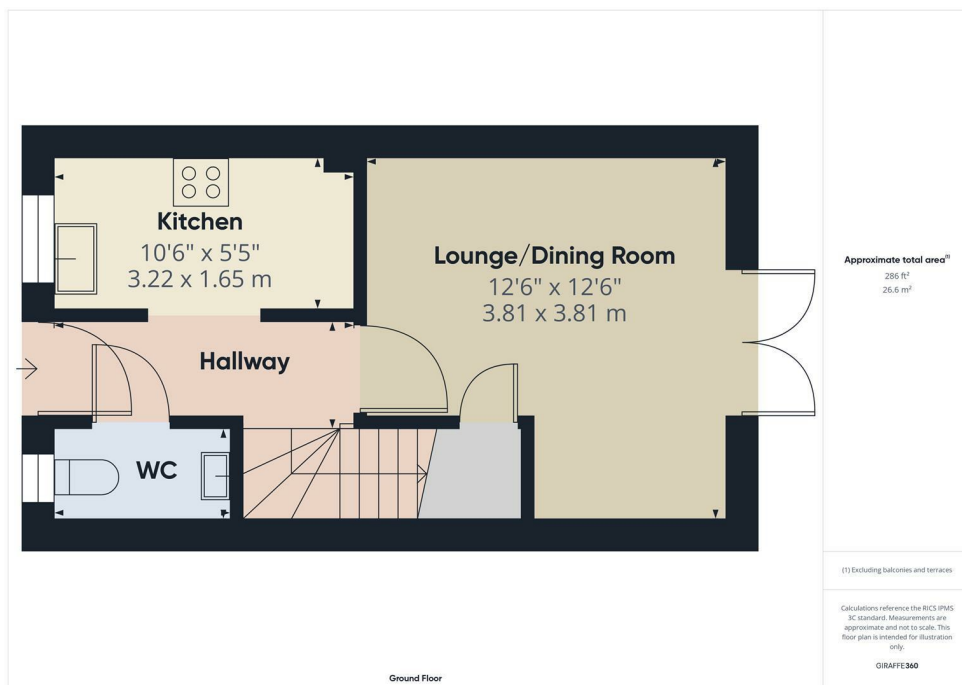 Kitchen
10'6" x 5'5"
3.22 x 1.65 m
Lounge/Dining Room
12'6" x 12'6"
3.81 x 3.81 m
Hallway
WC
Ground Floor
Approximate total area⁽¹⁾
286 ft²
26.6 m²
(1) Excluding balconies and terraces
Calculations reference the RICS IPMS
3C standard. Measurements are
approximate and not to scale. This
floor plan is intended for illustration
only.
GIRAFFE360